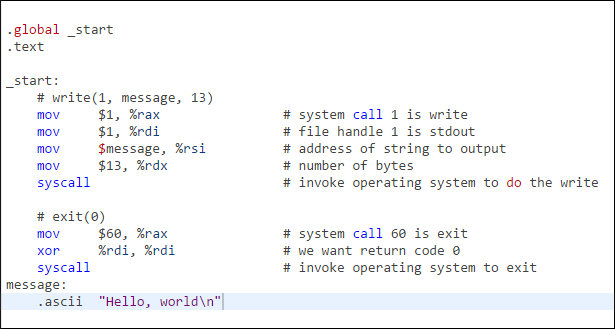 .global _start
.text
_start:
# write(1, message, 13)
mov $1, %rax # system call 1 is write
mov $1, %rdi # file handle 1 is stdout
mov $message, %rsi # address of string to output
mov $13, %rdx # number of bytes
syscall # invoke operating system to do the write
# exit(0)
mov $60, %rax # system call 60 is exit
xor %rdi, %rdi # we want return code 0
syscall # invoke operating system to exit
message:
.ascii "Hello, world\n"